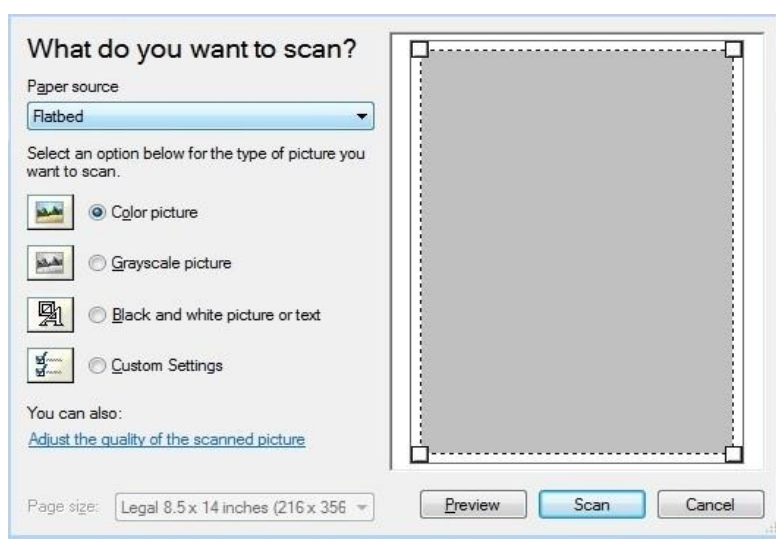 What do you want to scan?
Paper source
Flatbed
Select an option below for the type of picture you
want to scan.
Color picture
Grayscale picture
Black and white picture or text
Custom Settings
You can also:
Adjust the quality of the scanned picture
Page size: Legal 8.5 x 14 inches (216 x 356
Preview Scan Cancel